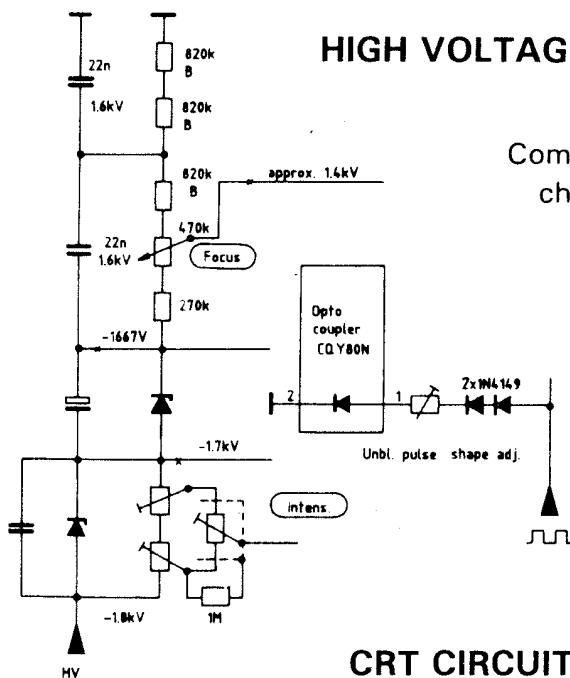 HIGH VOLTAG
820k
B
22n
1.6kV
820k
B
Com
ch
820k
B
approx. 1.4kV
470k
22n
1.6kV
Focus
270k
Opto
coupler
CQY80N
-1667V
2
1
2x1N4149
Unbl. pulse shape adj.
-1.7kV
intens.
-1.8kV
1M
HV
CRT CIRCUIT